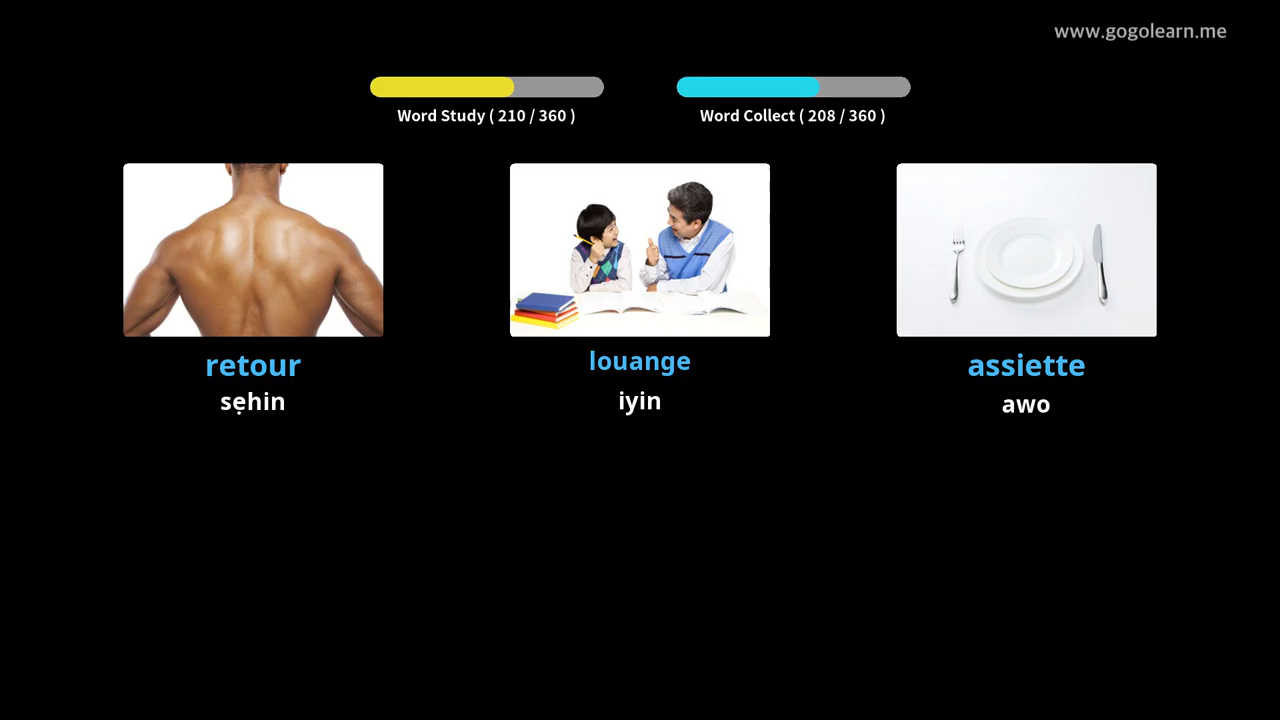 www.gogolearn.me
Word Study ( 210 / 360 )
Word Collect ( 208 / 360 )
retour
louange
assiette
sẹhin
iyin
awo